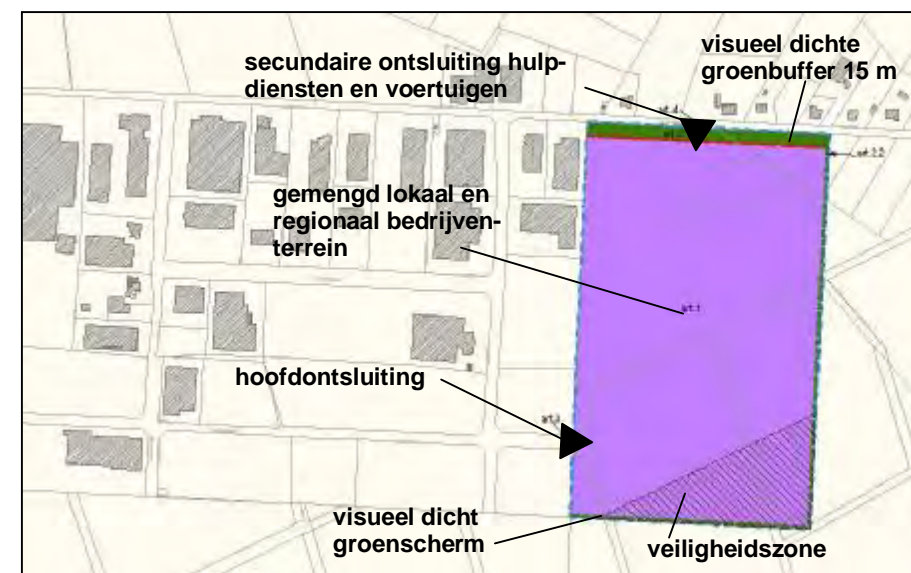 secundaire ontsluiting hulp-
diensten en voertuigen
visueel dichte
groenbuffer 15 m
gemengd lokaal en
regionaal bedrijven-
terrein
hoofdontsluiting
visueel dicht
groenscherm
veiligheidszone